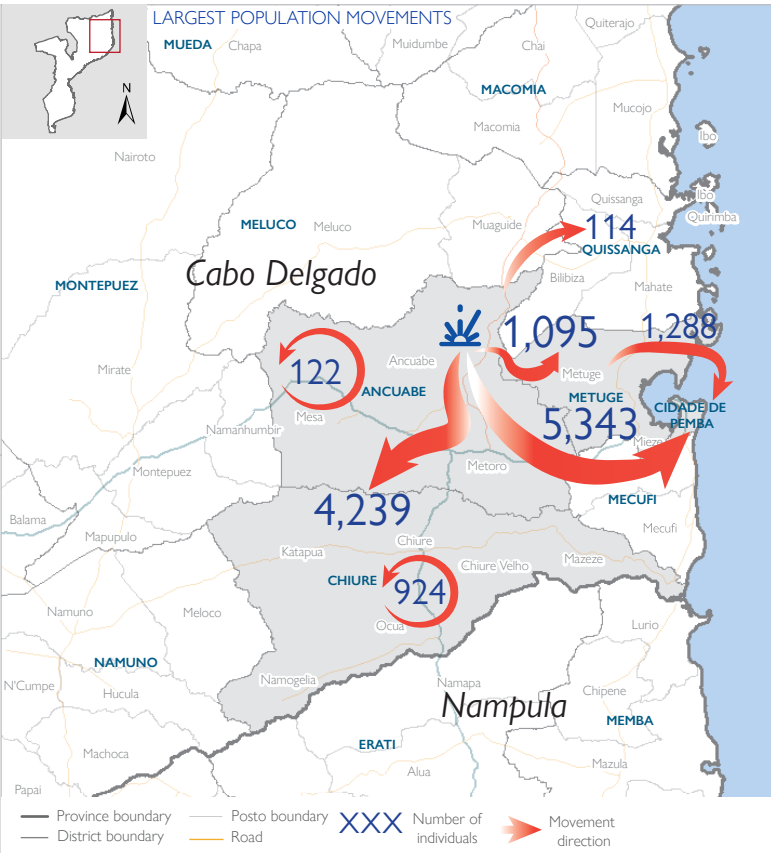 LARGEST POPULATION MOVEMENTS
N
MUEDA
Chapa
Muidumbe
Chai
Quiterajo
MACOMIA
Macomia
Mucojo
Ibo
Nairoto
Quissanga
Ibo
Quirimba
MELUCO
Meluco
Muaguide
114
QUISSANGA
Cabo Delgado
MONTEPUEZ
Bilibiza
Mahate
1,095
1,288
122
Ancuabe
ANCUABE
Metuge
METUGE
Mirate
Mesa
CIDADE DE
PEMBA
5,343
Namanhumbir
Mieze
Montepuez
Metoro
MECUFI
4,239
Balama
Mapupulo
Mecufi
Chiure
Katapua
Chiure Velho
Mazeze
CHIURE
924
Namuno
Meloco
Ocua
Lurio
NAMUNO
N'Cumpe
Hucula
Namogelia
Namapa
Chipene
Nampula
MEMBA
ERATI
Machoca
Alua
Mazula
Papai
Province boundary
District boundary
Posto boundary
Road
XXX
Number of
individuals
Movement
direction